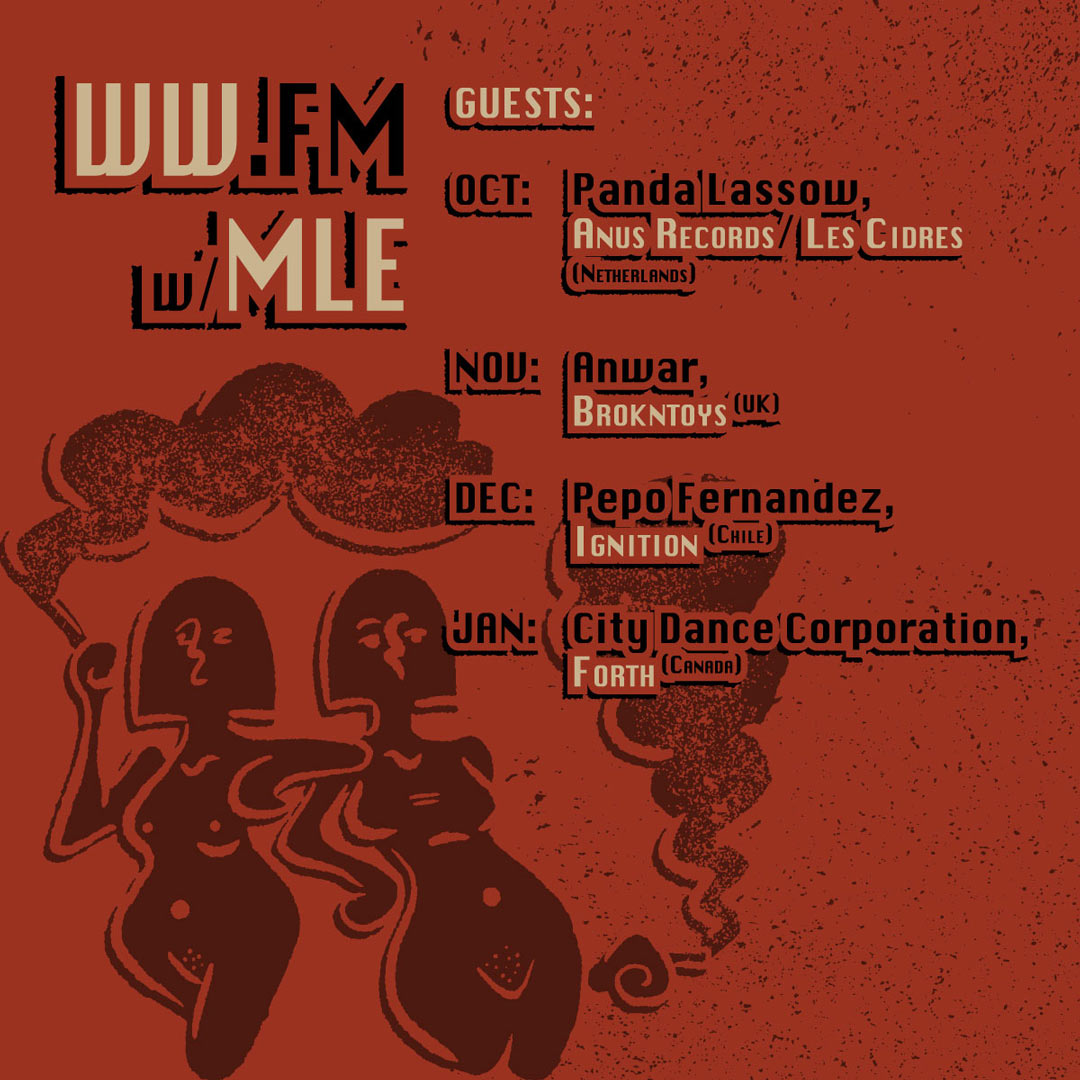 WW.FM
w/MLE
GUESTS:
OCT: Panda Lassow,
Anus Records/ Les Cidres
(Netherlands)
NOV: Anwar,
Brokntoys (UK)
DEC: Pepo Fernandez,
Ignition (Chile)
JAN: City Dance Corporation,
Forth (Canada)